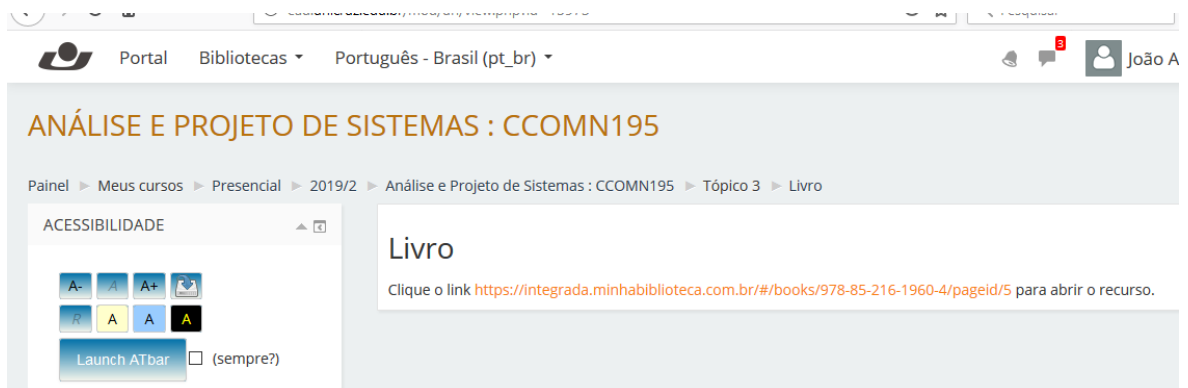 Portal Bibliotecas Português - Brasil (pt_br) 3 João A
ANÁLISE E PROJETO DE SISTEMAS : CCOMN195
Painel Meus cursos Presencial 2019/2 Análise e Projeto de Sistemas : CCOMN195 Tópico 3 Livro
ACESSIBILIDADE
Livro
Clique o link https://integrada.minhabiblioteca.com.br/#/books/978-85-216-1960-4/pageid/5 para abrir o recurso.
A- A A+
R A A A
Launch ATbar (sempre?)